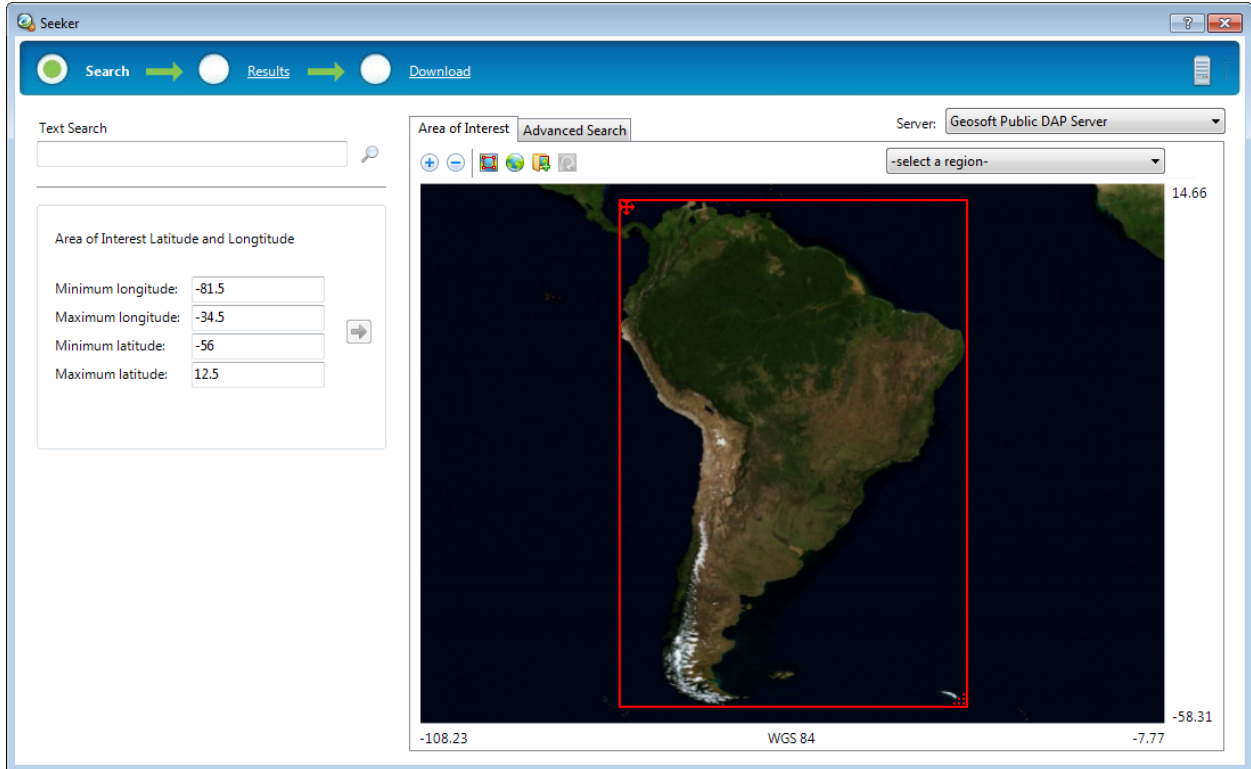 Seeker
Search Results Download
Text Search
Area of Interest Advanced Search
Server: Geosoft Public DAP Server
-select a region-
Area of Interest Latitude and Longtitude
Minimum longitude: -81.5
Maximum longitude: -34.5
Minimum latitude: -56
Maximum latitude: 12.5
14.66
-58.31
-108.23 WGS 84 -7.77